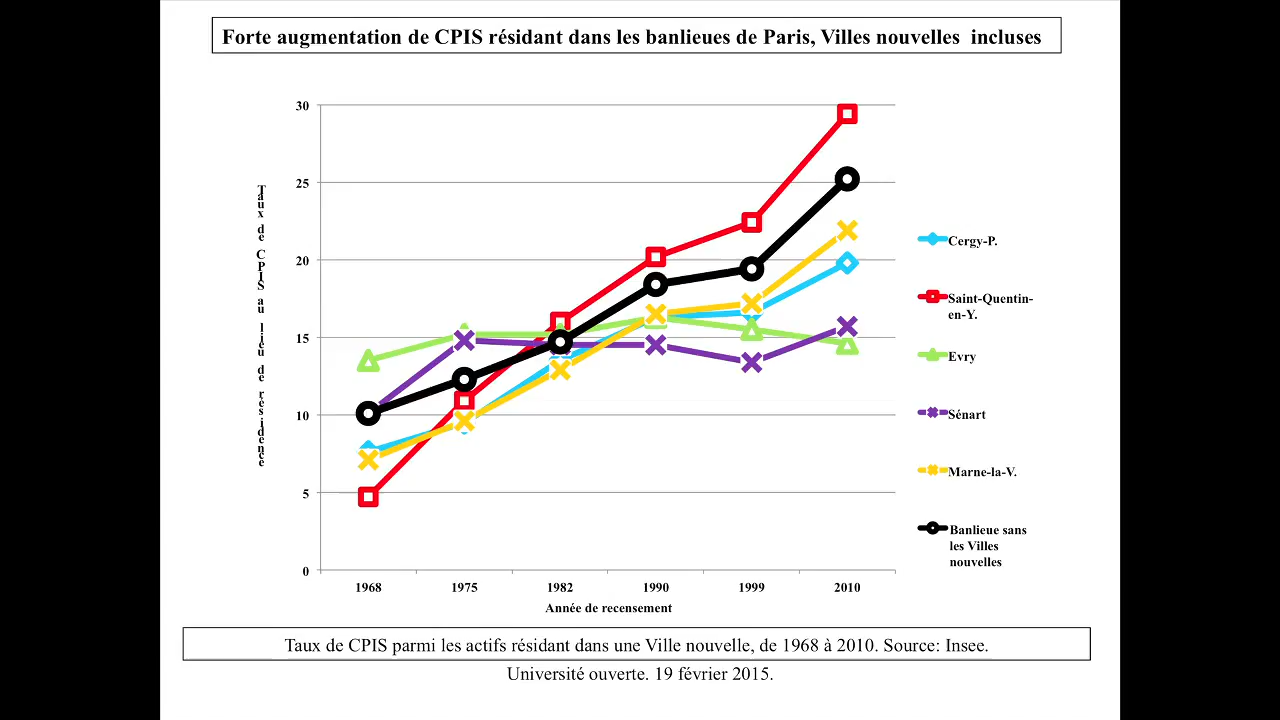 Forte augmentation de CPIS résidant dans les banlieues de Paris, Villes nouvelles incluses
30
25
20
15
10
5
0
Taux de CPIS au lieu de résidence
1968 1975 1982 1990 1999 2010
Année de recensement
Cergy-P.
Saint-Quentin-
en-Y.
Evry
Sénart
Marne-la-V.
Banlieue sans
les Villes
nouvelles
Taux de CPIS parmi les actifs résidant dans une Ville nouvelle, de 1968 à 2010. Source: Insee.
Université ouverte. 19 février 2015.